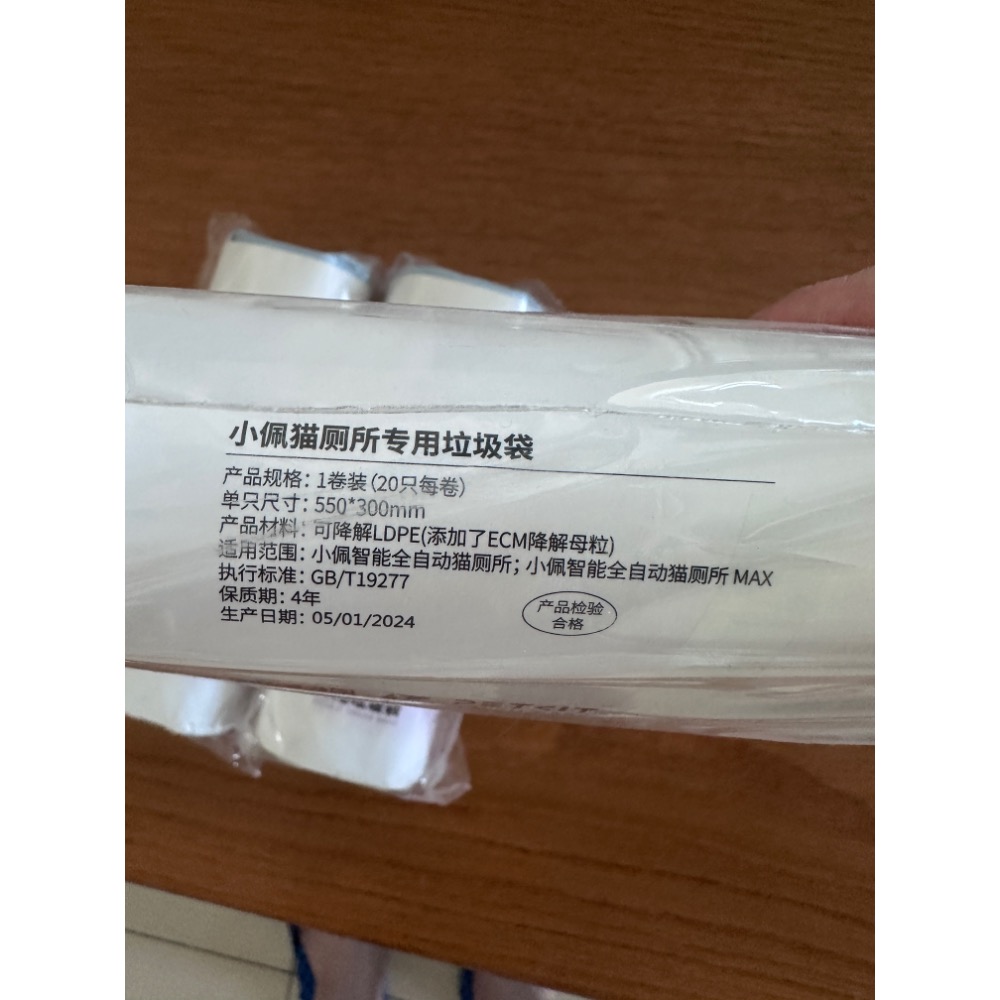 小佩猫厕所专用垃圾袋
产品规格：1卷装（20只每卷）
单只尺寸：550*300mm
产品材料：可降解LDPE(添加了ECM降解母粒)
适用范围：小佩智能全自动猫厕所；小佩智能全自动猫厕所 MAX
执行标准：GB/T19277
保质期：4年
生产日期：05/01/2024
产品检验
合格